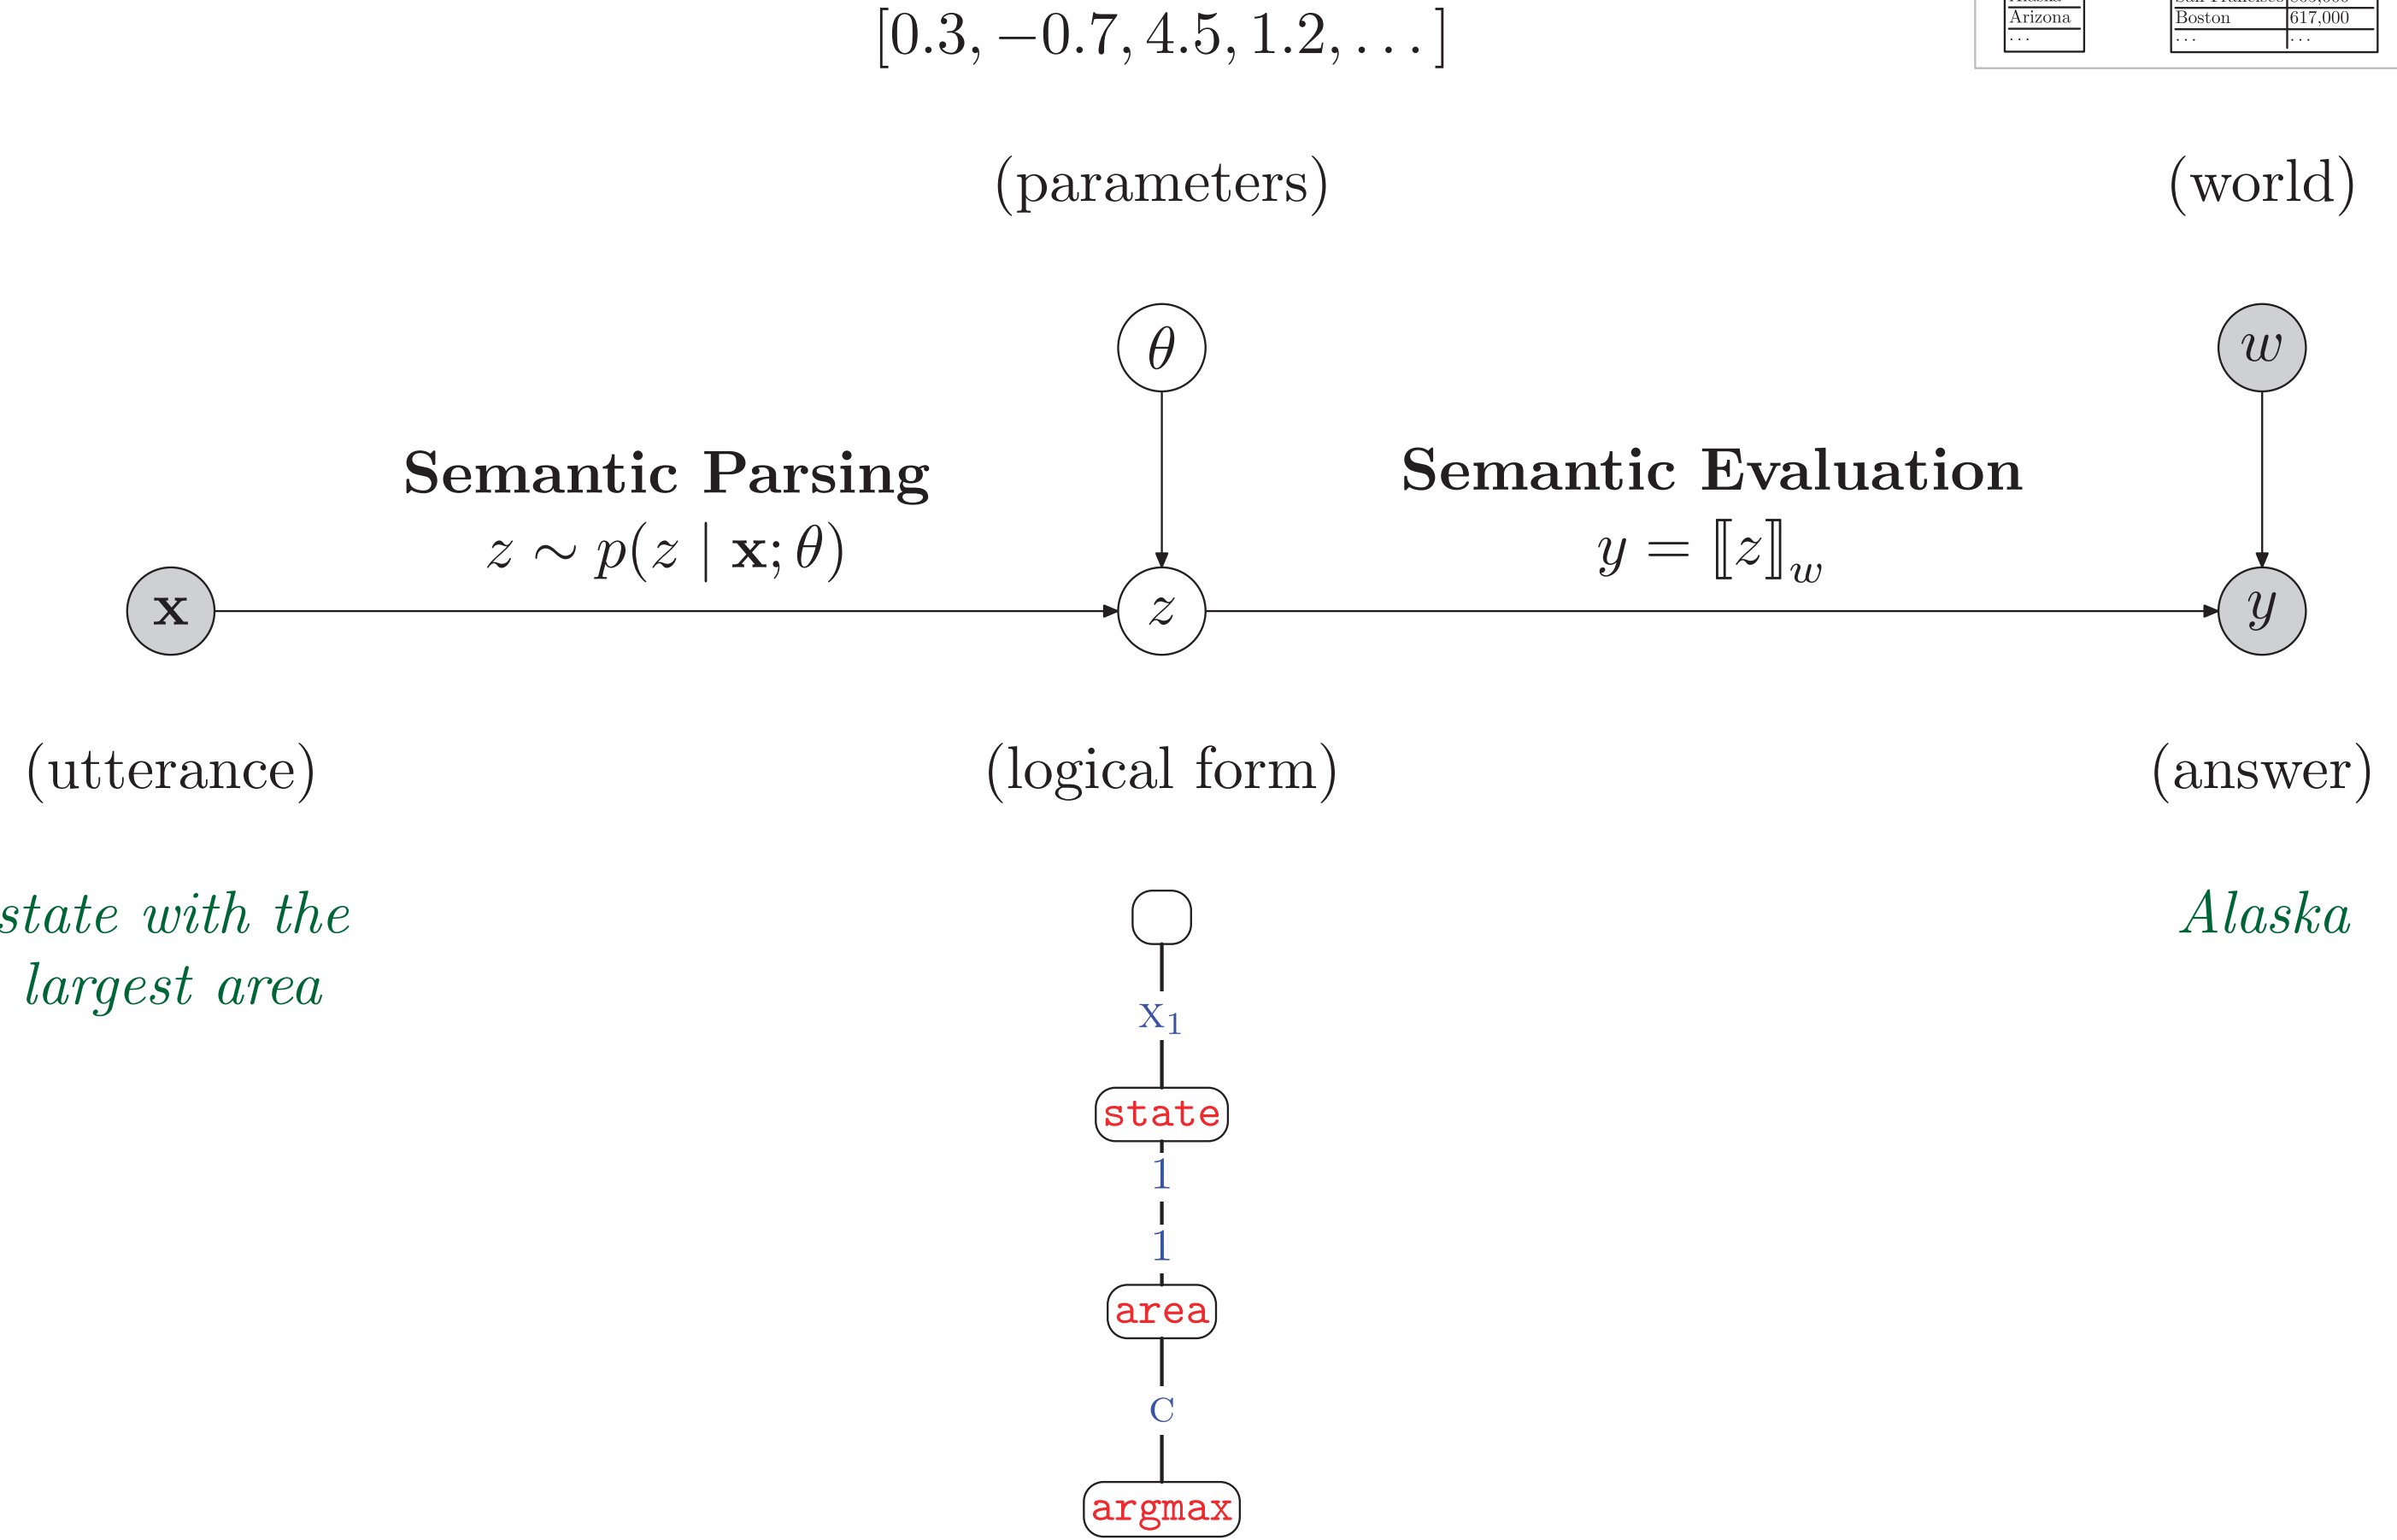 [0.3, −0.7, 4.5, 1.2, . . . ]
Arizona
. . .
Boston 617,000
. . . . . .
(parameters)
(world)
θ
w
Semantic Parsing
z ∼ p(z | x; θ)
Semantic Evaluation
y = ⟦z⟧w
x
z
y
(utterance)
(logical form)
(answer)
state with the
largest area
Alaska
x1
state
1
1
area
c
argmax